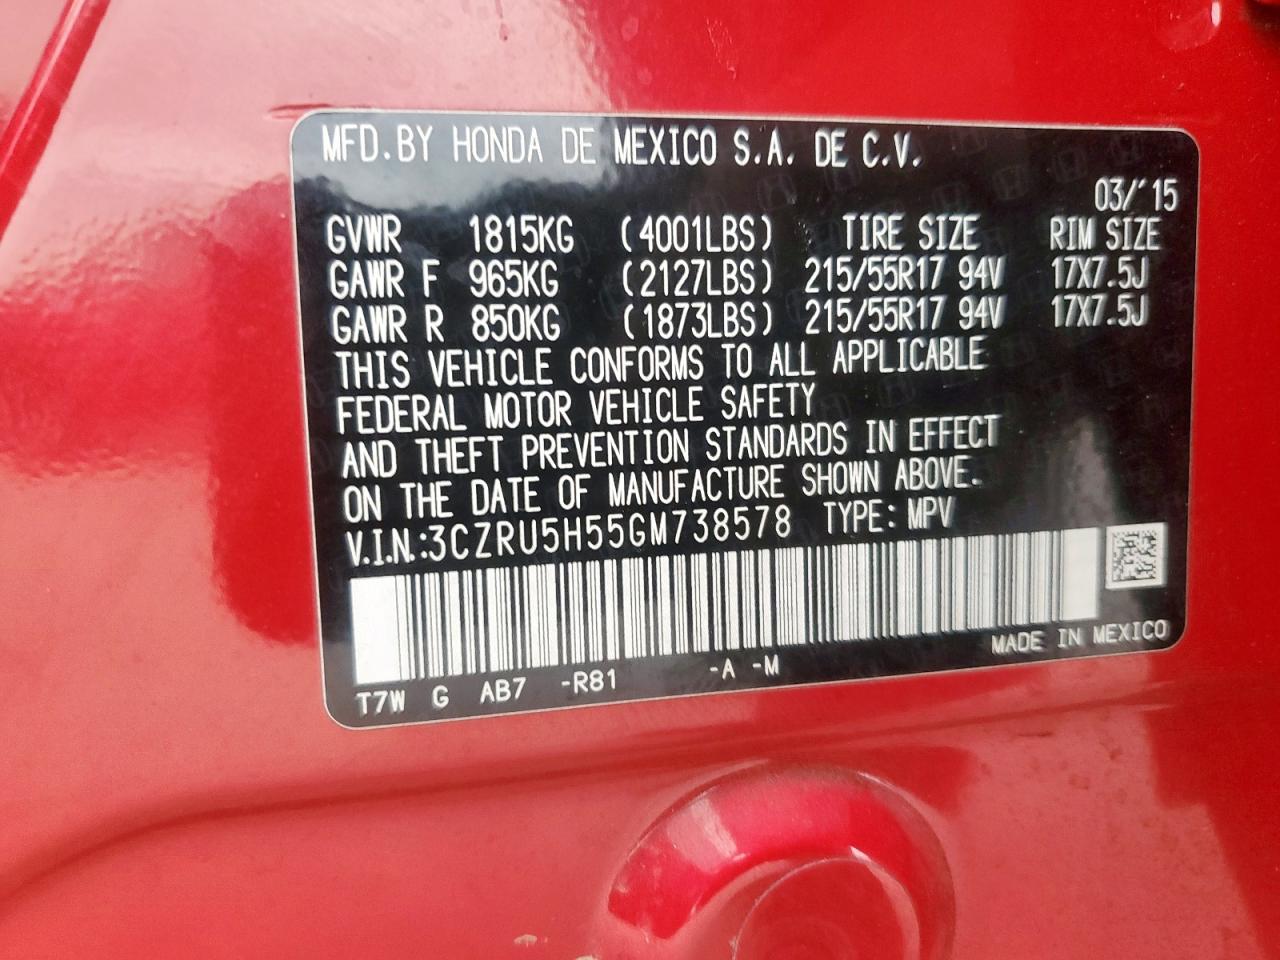 MFD.BY HONDA DE MEXICO S.A. DE C.V.
03/'15
GVWR 1815KG (4001LBS) TIRE SIZE RIM SIZE
GAWR F 965KG (2127LBS) 215/55R17 94V 17X7.5J
GAWR R 850KG (1873LBS) 215/55R17 94V 17X7.5J
THIS VEHICLE CONFORMS TO ALL APPLICABLE
FEDERAL MOTOR VEHICLE SAFETY
AND THEFT PREVENTION STANDARDS IN EFFECT
ON THE DATE OF MANUFACTURE SHOWN ABOVE.
V.I.N.:3CZRU5H55GM738578 TYPE: MPV
MADE IN MEXICO
T7W G AB7 -R81 -A -M